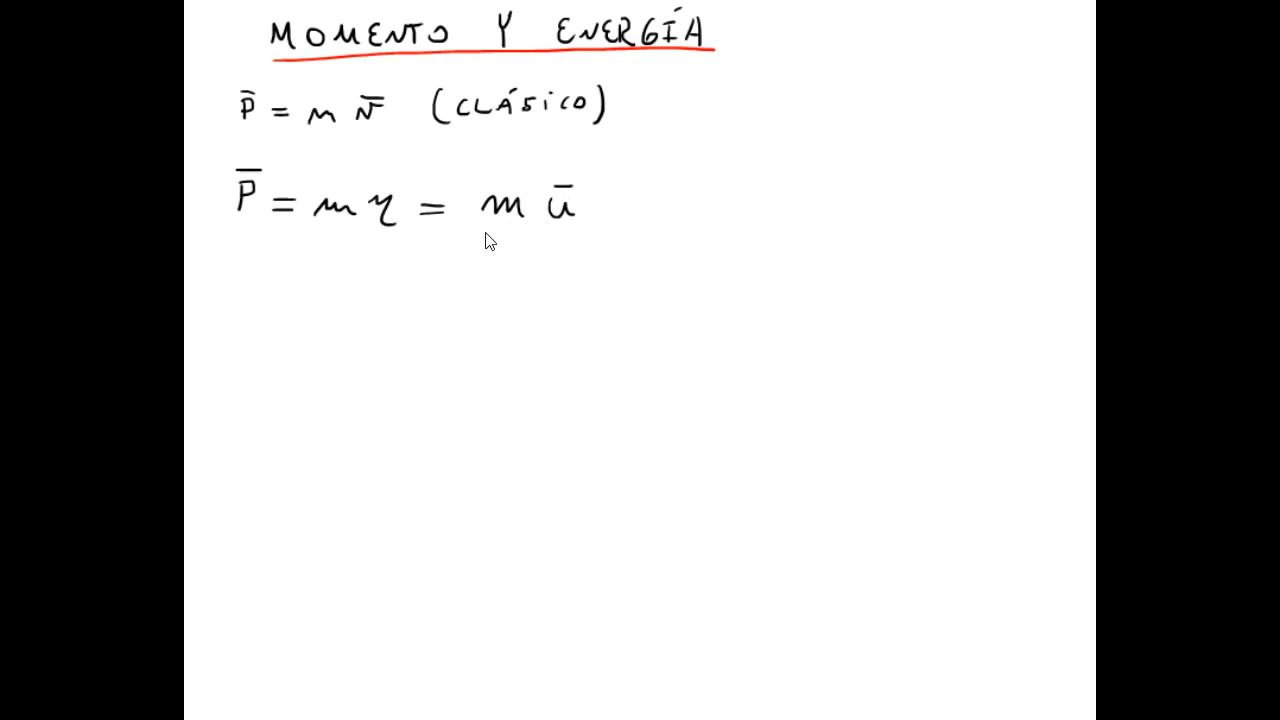 MOMENTO Y ENERGÍA
P̄ = m v̄ (CLÁSICO)
P̄ = m η = m ū